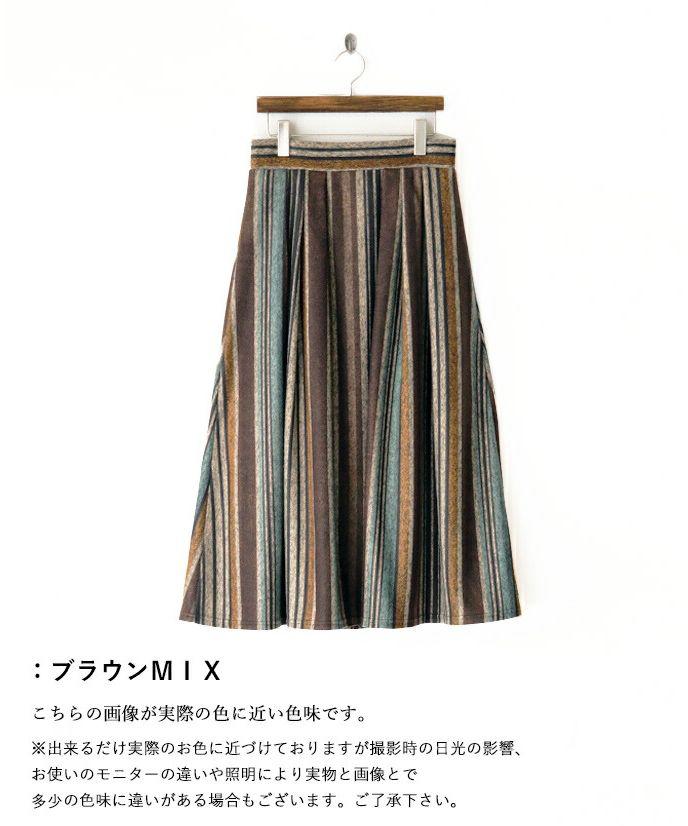 ：ブラウンＭＩＸ
こちらの画像が実際の色に近い色味です。
※出来るだけ実際のお色に近づけておりますが撮影時の日光の影響、
お使いのモニターの違いや照明により実物と画像とで
多少の色味に違いがある場合もございます。ご了承下さい。